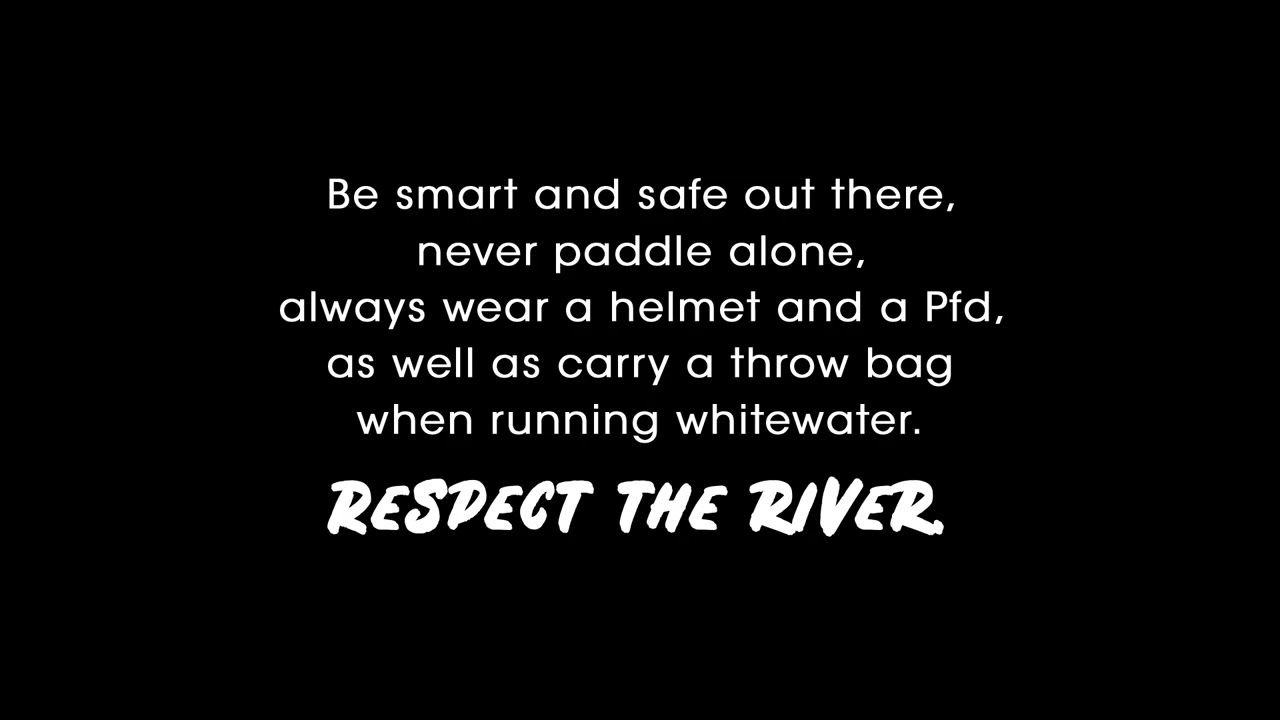 Be smart and safe out there,
never paddle alone,
always wear a helmet and a Pfd,
as well as carry a throw bag
when running whitewater.
RESPECT THE RIVER.